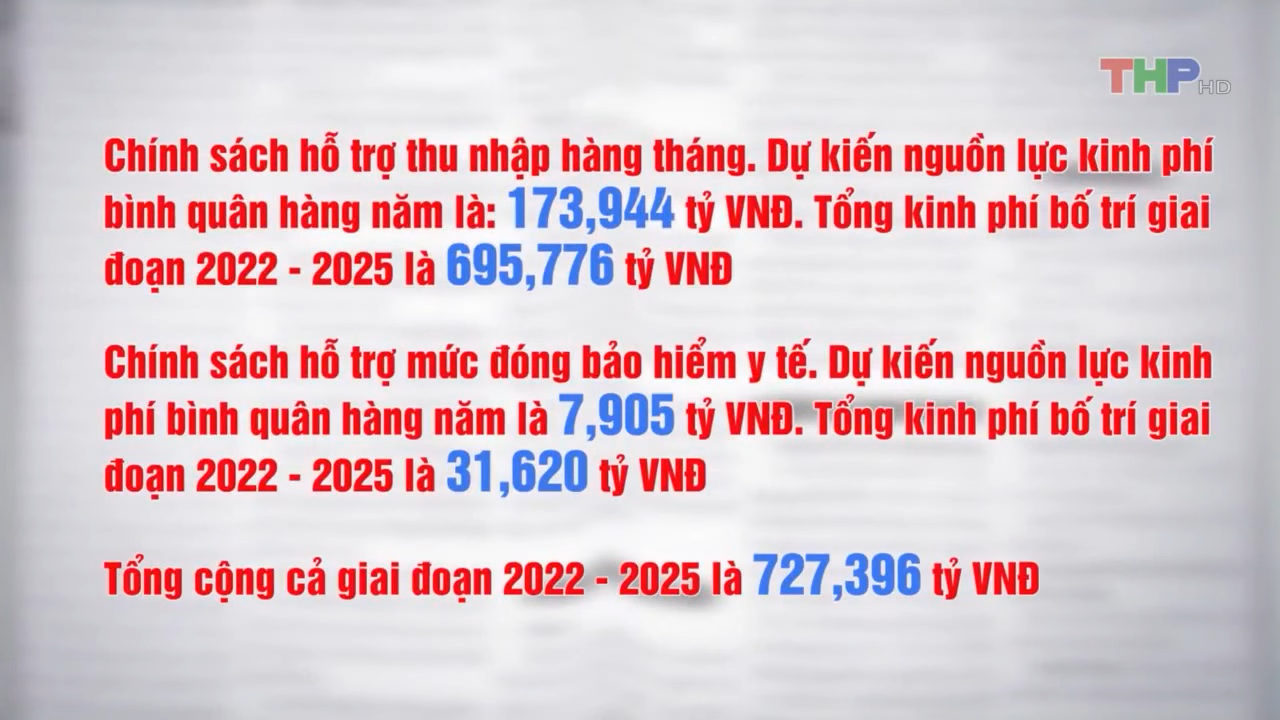 THP HD
Chính sách hỗ trợ thu nhập hàng tháng. Dự kiến nguồn lực kinh phí
bình quân hàng năm là: 173,944 tỷ VNĐ. Tổng kinh phí bố trí giai
đoạn 2022 - 2025 là 695,776 tỷ VNĐ
Chính sách hỗ trợ mức đóng bảo hiểm y tế. Dự kiến nguồn lực kinh
phí bình quân hàng năm là 7,905 tỷ VNĐ. Tổng kinh phí bố trí giai
đoạn 2022 - 2025 là 31,620 tỷ VNĐ
Tổng cộng cả giai đoạn 2022 - 2025 là 727,396 tỷ VNĐ